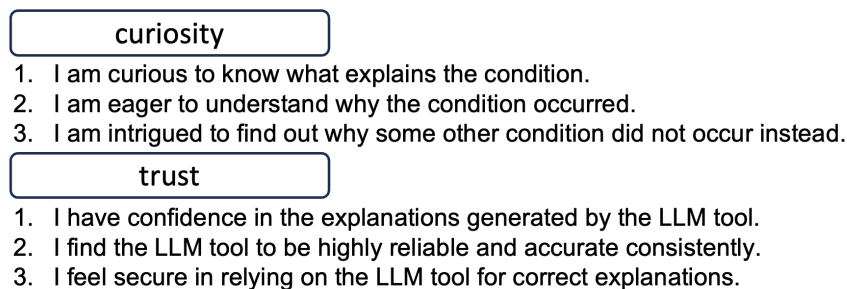 curiosity
1. I am curious to know what explains the condition.
2. I am eager to understand why the condition occurred.
3. I am intrigued to find out why some other condition did not occur instead.
trust
1. I have confidence in the explanations generated by the LLM tool.
2. I find the LLM tool to be highly reliable and accurate consistently.
3. I feel secure in relying on the LLM tool for correct explanations.